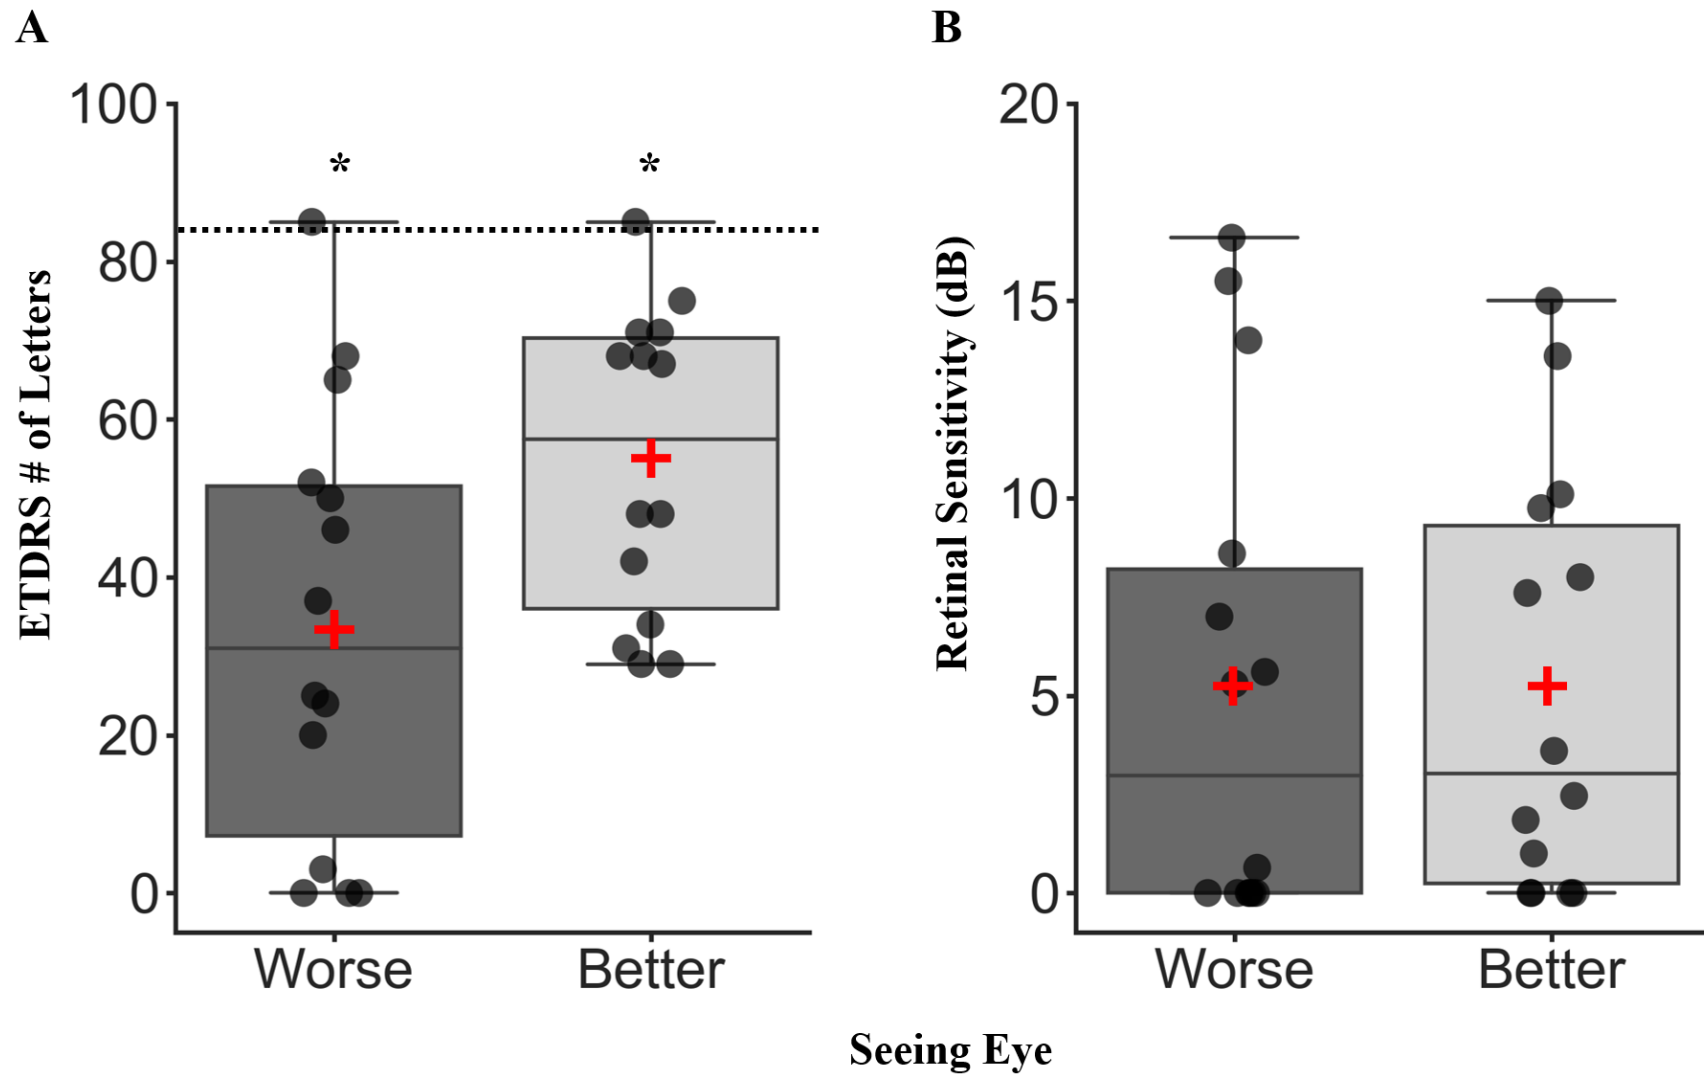 A
ETDRS # of Letters
100
80
60
40
20
0
*
*
Worse
Better
B
Retinal Sensitivity (dB)
20
15
10
5
0
Worse
Better
Seeing Eye